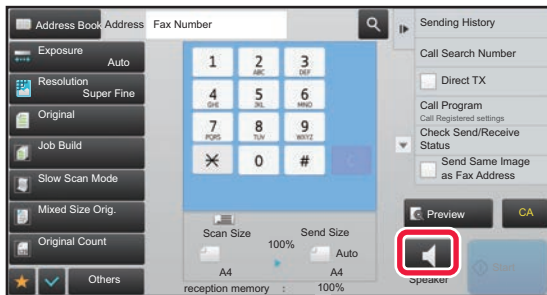 Address Book
Address
Fax Number
Exposure
Auto
Resolution
Super Fine
Original
Job Build
Slow Scan Mode
Mixed Size Orig.
Original Count
Others
1
2
ABC
3
DEF
4
GHI
5
JKL
6
MNO
7
PQRS
8
TUV
9
WXYZ
0
#
C
Scan Size
100%
Send Size
Auto
A4
A4
reception memory : 100%
Sending History
Call Search Number
Direct TX
Call Program
Call Registered settings
Check Send/Receive
Status
Send Same Image
as Fax Address
Preview
CA
Speaker
Start